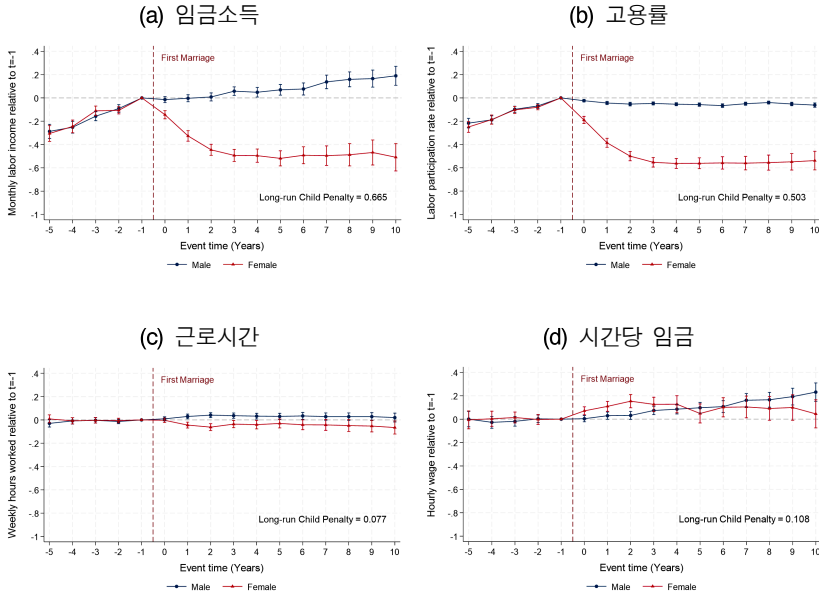 (a) 임금소득
Monthly labor income relative to t=-1
.4
.2
0
-.2
-.4
-.6
-.8
-1
First Marriage
Long-run Child Penalty = 0.665
-5 -4 -3 -2 -1 0 1 2 3 4 5 6 7 8 9 10
Event time (Years)
Male Female
(b) 고용률
Labor participation rate relative to t=-1
.4
.2
0
-.2
-.4
-.6
-.8
-1
First Marriage
Long-run Child Penalty = 0.503
-5 -4 -3 -2 -1 0 1 2 3 4 5 6 7 8 9 10
Event time (Years)
Male Female
(c) 근로시간
Weekly hours worked relative to t=-1
.4
.2
0
-.2
-.4
-.6
-.8
-1
First Marriage
Long-run Child Penalty = 0.077
-5 -4 -3 -2 -1 0 1 2 3 4 5 6 7 8 9 10
Event time (Years)
Male Female
(d) 시간당 임금
Hourly wage relative to t=-1
.4
.2
0
-.2
-.4
-.6
-.8
-1
First Marriage
Long-run Child Penalty = 0.108
-5 -4 -3 -2 -1 0 1 2 3 4 5 6 7 8 9 10
Event time (Years)
Male Female